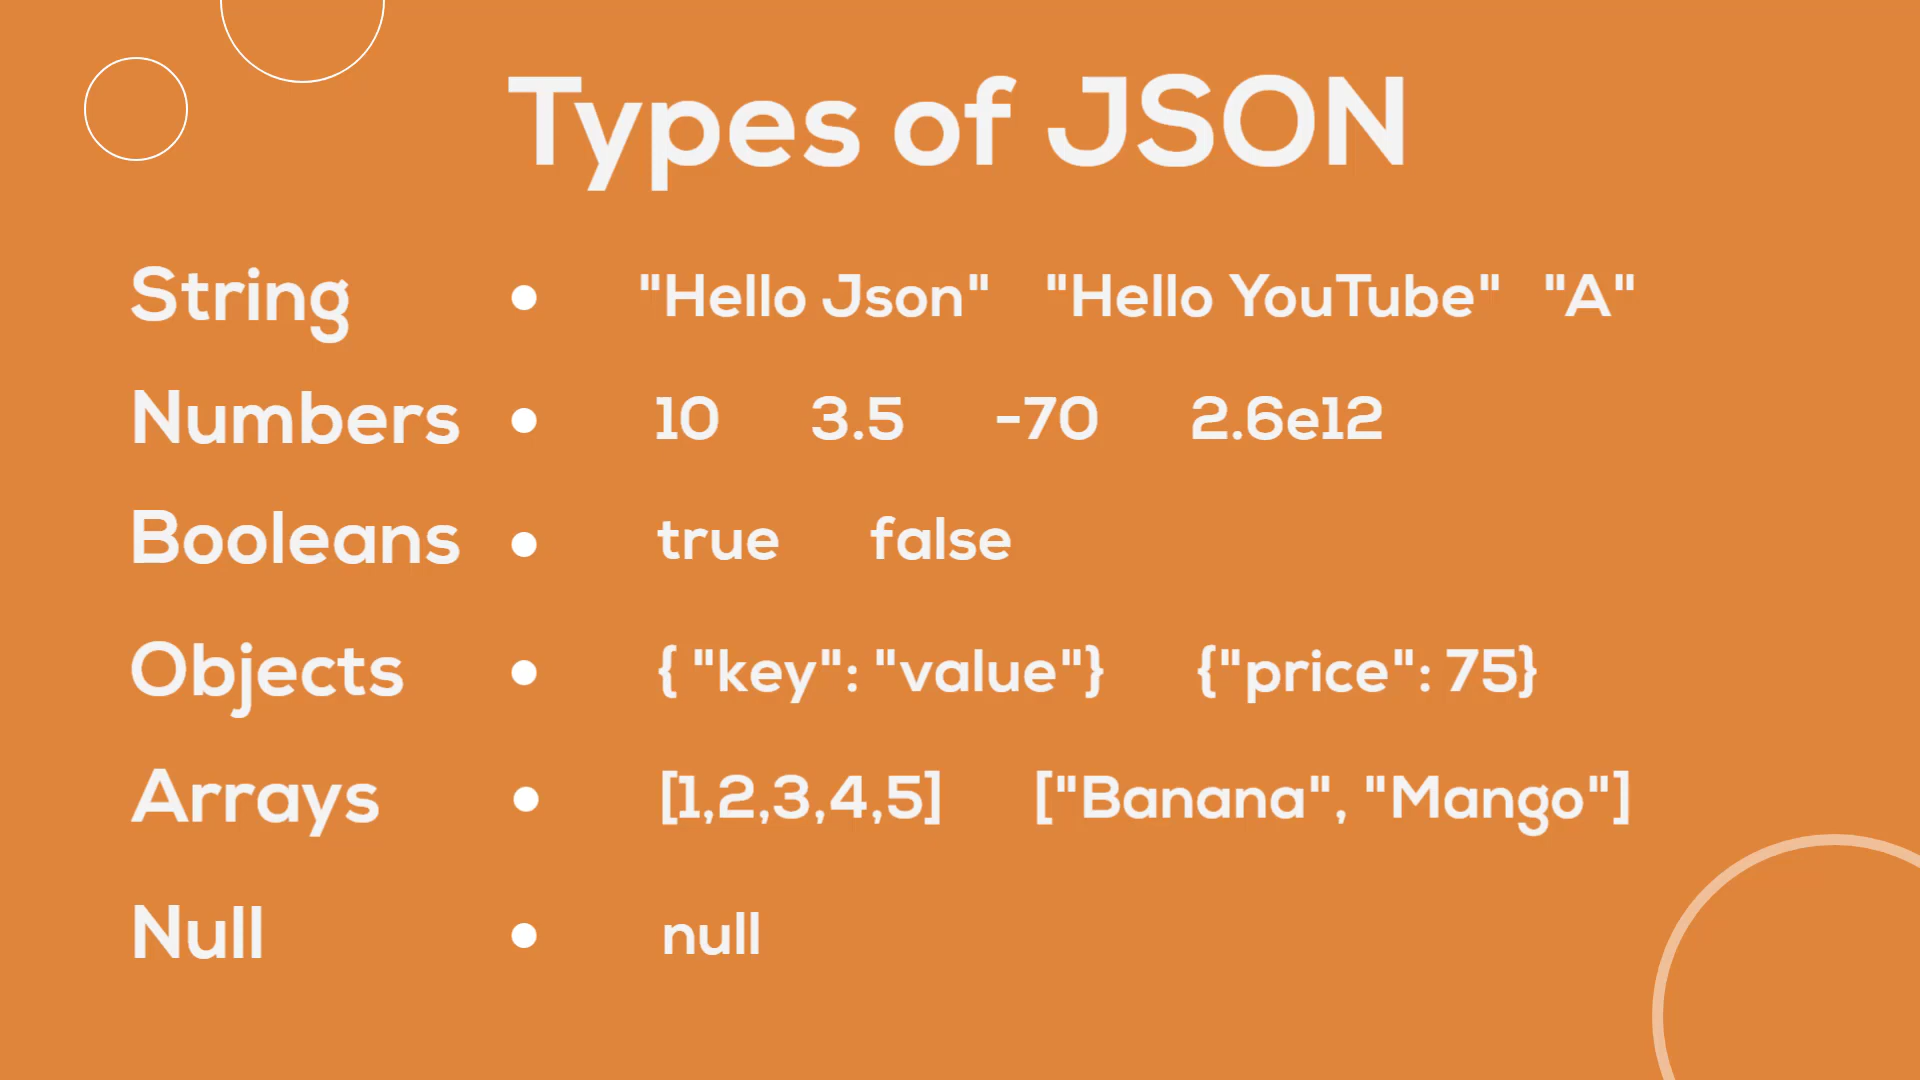 Types of JSON
String • "Hello Json" "Hello YouTube" "A"
Numbers • 10 3.5 -70 2.6e12
Booleans • true false
Objects • { "key": "value"} {"price": 75}
Arrays • [1,2,3,4,5] ["Banana", "Mango"]
Null • null